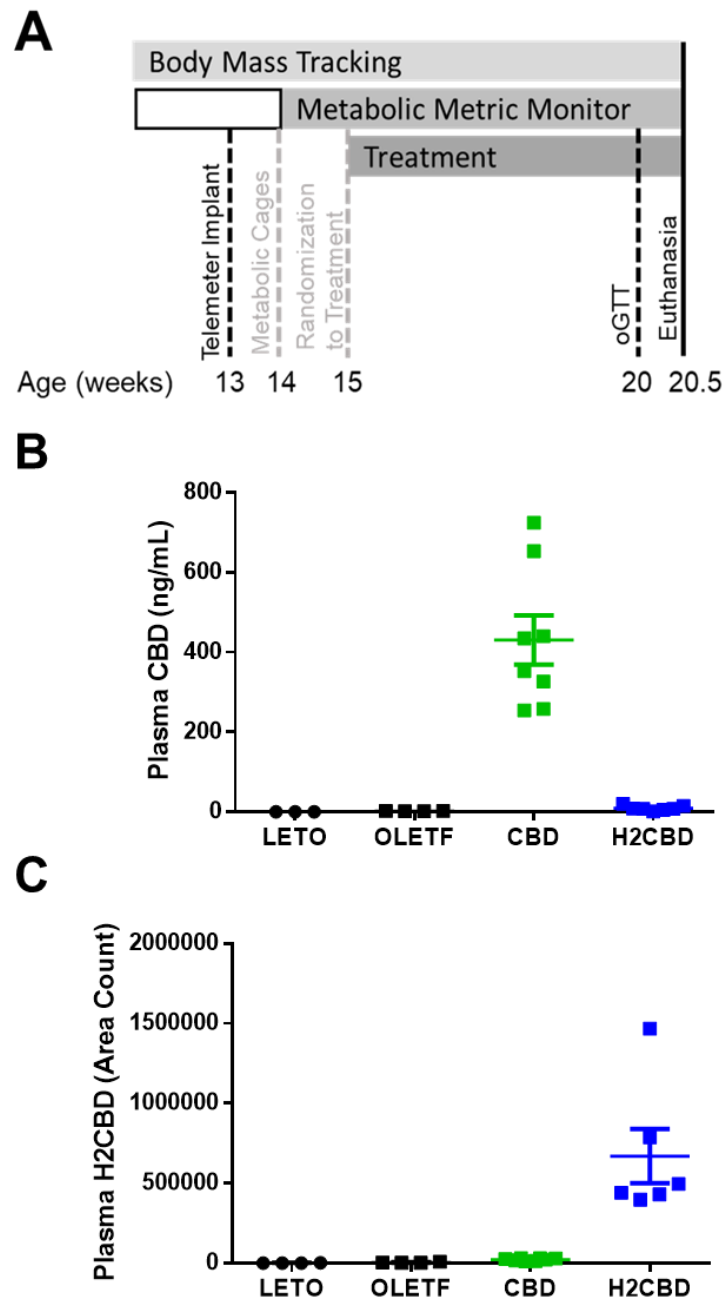 A
Body Mass Tracking
Metabolic Metric Monitor
Treatment
Telemeter Implant
Metabolic Cages
Randomization
to Treatment
oGTT
Euthanasia
Age (weeks) 13 14 15 20 20.5
B
Plasma CBD (ng/mL)
800
600
400
200
0
LETO OLETF CBD H2CBD
C
Plasma H2CBD (Area Count)
2000000
1500000
1000000
500000
0
LETO OLETF CBD H2CBD